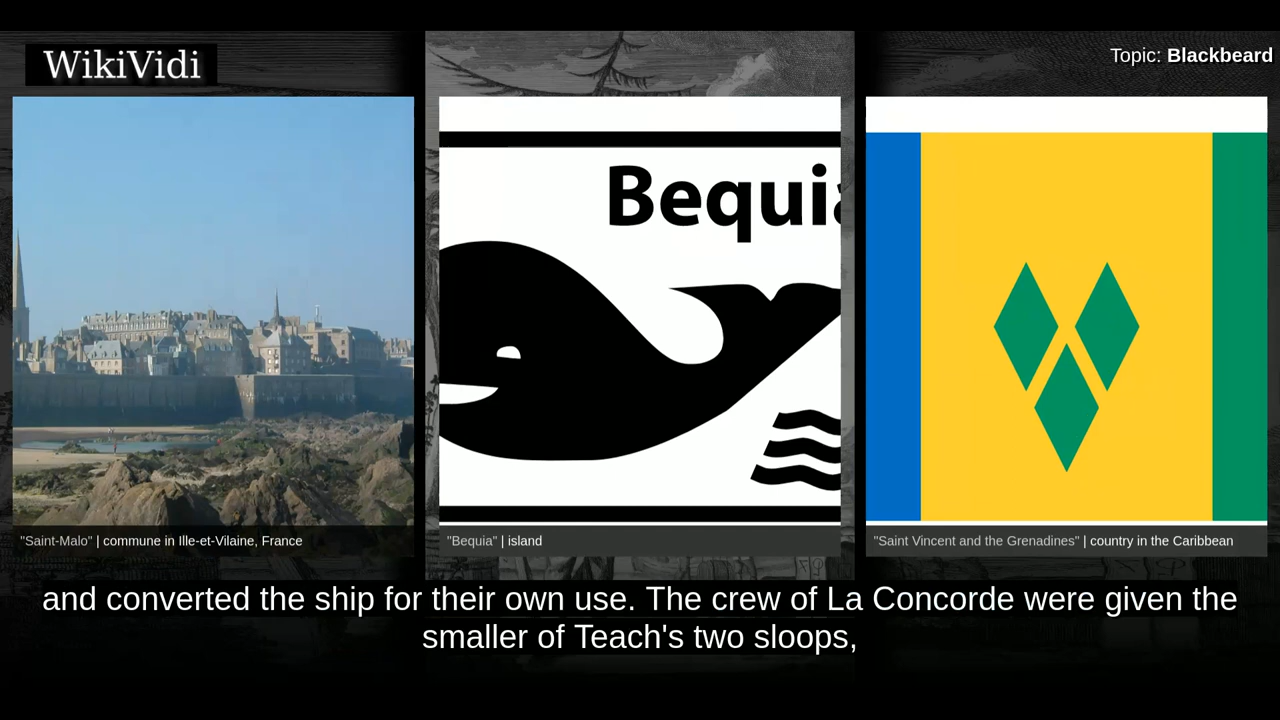 WikiVidi
Topic: Blackbeard
Bequia
"Saint-Malo" | commune in Ille-et-Vilaine, France
"Bequia" | island
"Saint Vincent and the Grenadines" | country in the Caribbean
and converted the ship for their own use. The crew of La Concorde were given the
smaller of Teach's two sloops,